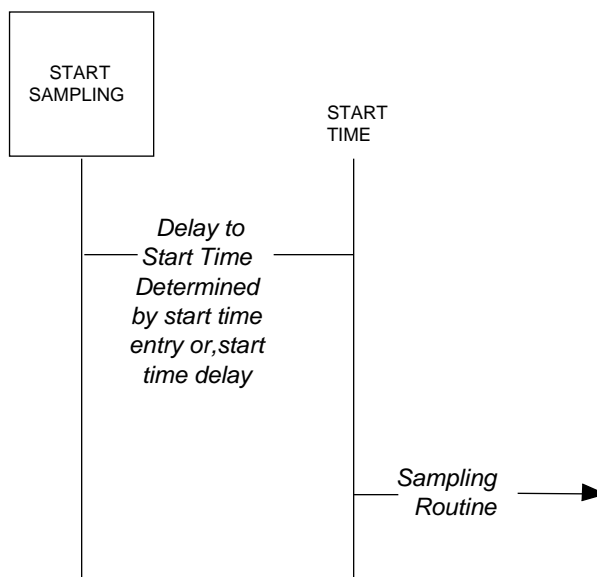 START
SAMPLING
START
TIME
Delay to
Start Time
Determined
by start time
entry or,start
time delay
Sampling
Routine